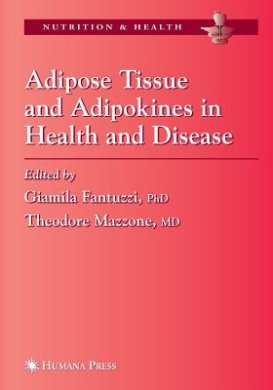 NUTRITION & HEALTH
Adipose Tissue
and Adipokines in
Health and Disease
Edited by
Giamila Fantuzzi, PhD
Theodore Mazzone, MD
HUMANA PRESS